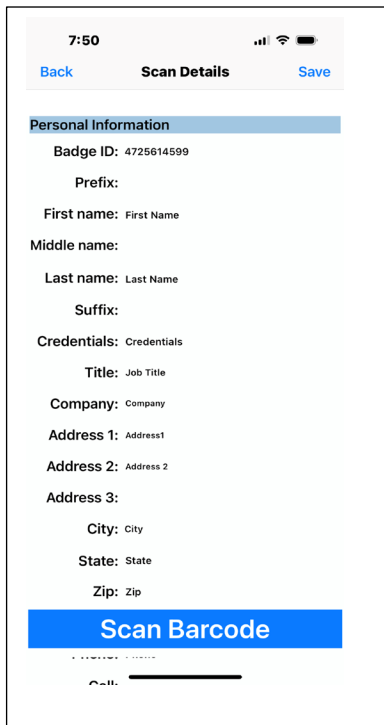 7:50
Back Scan Details Save
Personal Information
Badge ID: 4725614599
Prefix:
First name: First Name
Middle name:
Last name: Last Name
Suffix:
Credentials: Credentials
Title: Job Title
Company: Company
Address 1: Address1
Address 2: Address 2
Address 3:
City: City
State: State
Zip: Zip
Scan Barcode